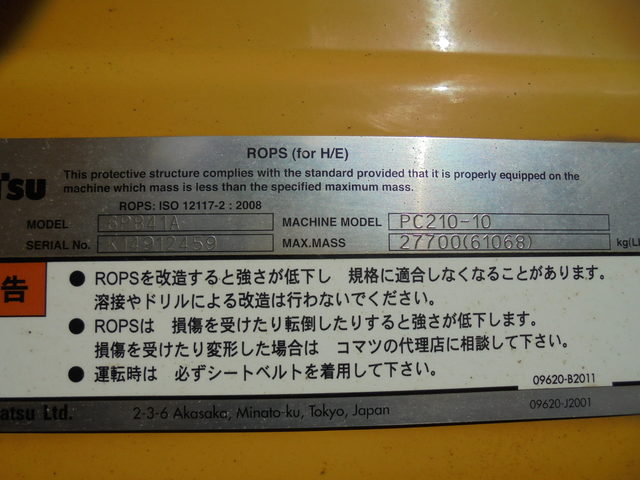 ROPS (for H/E)
This protective structure complies with the standard provided that it is properly equipped on the
machine which mass is less than the specified maximum mass.
ROPS: ISO 12117-2 : 2008
MODEL MACHINE MODEL PC210-10
SERIAL No. K14912459 MAX.MASS 27700(61068) kg(L
告
● ROPSを改造すると強さが低下し 規格に適合しなくなることがあります。
溶接やドリルによる改造は行わないでください。
● ROPSは 損傷を受けたり転倒したりすると強さが低下します。
損傷を受けたり変形した場合は コマツの代理店に相談して下さい。
● 運転時は 必ずシートベルトを着用して下さい。
09620-B2011
atsu Ltd. 2-3-6 Akasaka, Minato-ku, Tokyo, Japan 09620-J2001